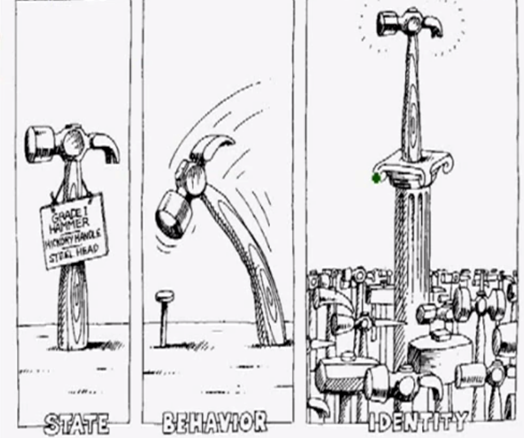 GRADE 1
HAMMER
HICKORY HANDLE
STEEL HEAD
STATE
BEHAVIOR
IDENTITY